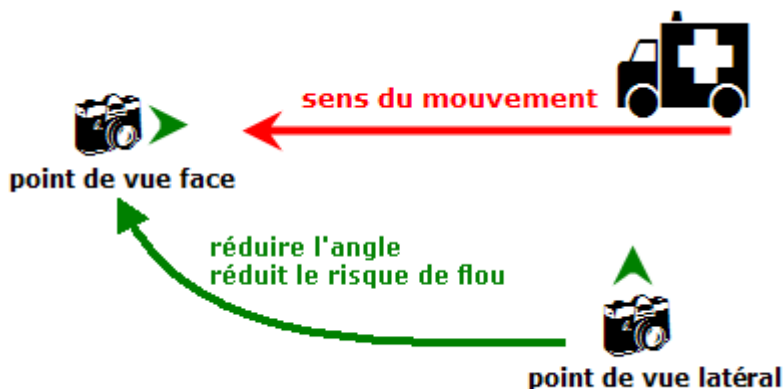 sens du mouvement
point de vue face
réduire l'angle
réduit le risque de flou
point de vue latéral